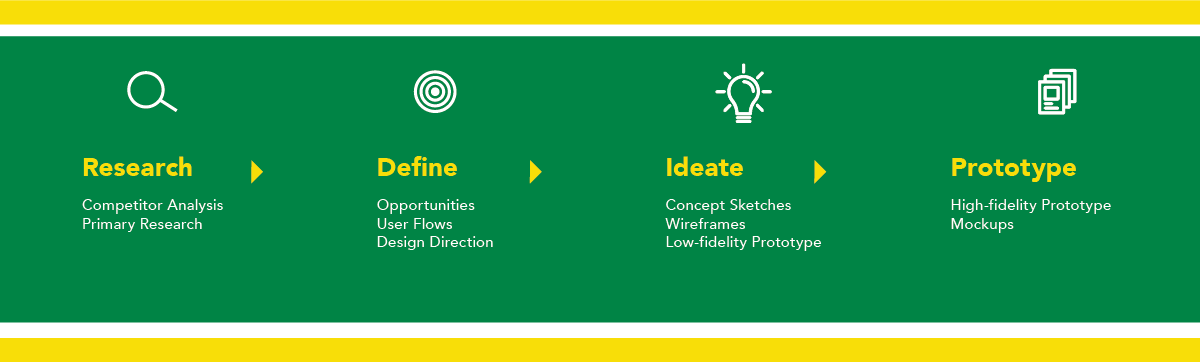 Research
Competitor Analysis
Primary Research
Define
Opportunities
User Flows
Design Direction
Ideate
Concept Sketches
Wireframes
Low-fidelity Prototype
Prototype
High-fidelity Prototype
Mockups